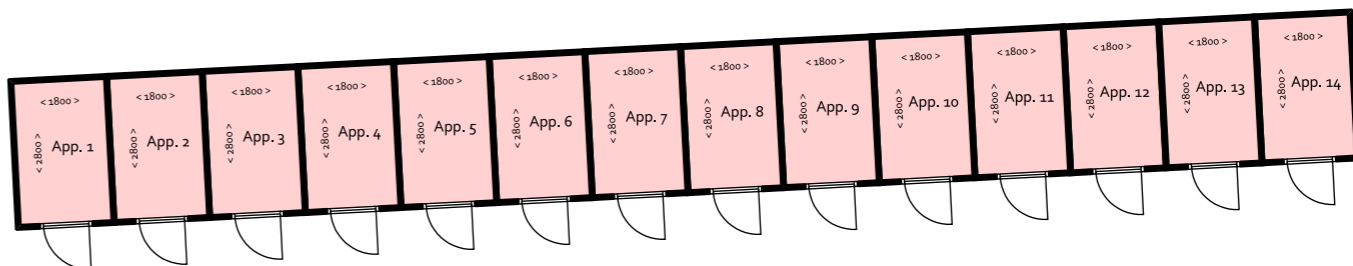 < 1800 >
< 2800 >
App. 1
< 1800 >
< 2800 >
App. 2
< 1800 >
< 2800 >
App. 3
< 1800 >
< 2800 >
App. 4
< 1800 >
< 2800 >
App. 5
< 1800 >
< 2800 >
App. 6
< 1800 >
< 2800 >
App. 7
< 1800 >
< 2800 >
App. 8
< 1800 >
< 2800 >
App. 9
< 1800 >
< 2800 >
App. 10
< 1800 >
< 2800 >
App. 11
< 1800 >
< 2800 >
App. 12
< 1800 >
< 2800 >
App. 13
< 1800 >
< 2800 >
App. 14